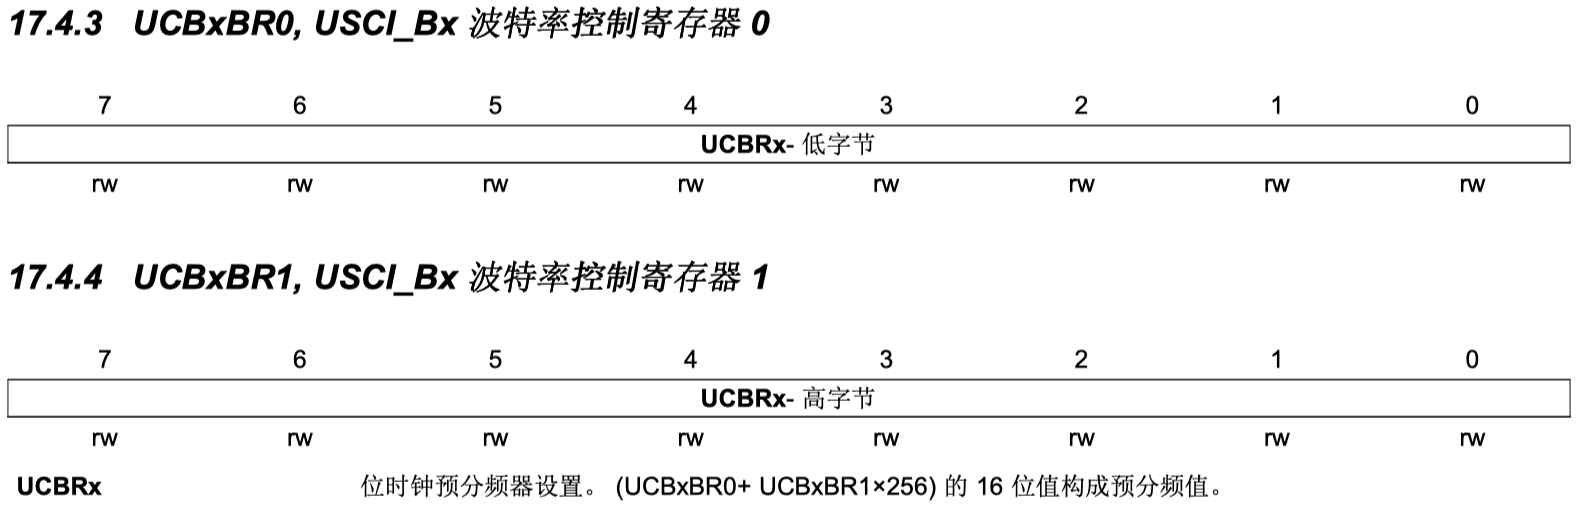 17.4.3 UCBxBR0, USCI_Bx 波特率控制寄存器 0
7 6 5 4 3 2 1 0
UCBRx- 低字节
rw rw rw rw rw rw rw rw
17.4.4 UCBxBR1, USCI_Bx 波特率控制寄存器 1
7 6 5 4 3 2 1 0
UCBRx- 高字节
rw rw rw rw rw rw rw rw
UCBRx 位时钟预分频器设置。 (UCBxBR0+ UCBxBR1×256) 的 16 位值构成预分频值。